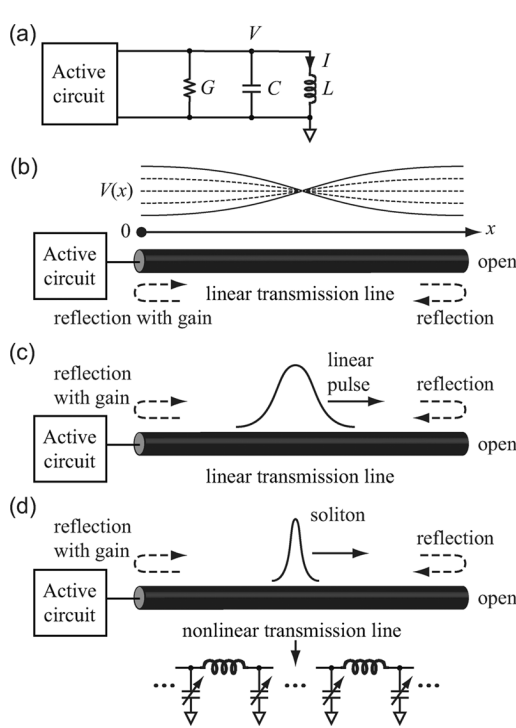 (a)
V
Active
circuit
G
C
I
L
(b)
V(x)
0
x
Active
circuit
open
linear transmission line
reflection with gain
reflection
(c)
reflection
with gain
linear
pulse
reflection
Active
circuit
open
linear transmission line
(d)
reflection
with gain
soliton
reflection
Active
circuit
open
nonlinear transmission line